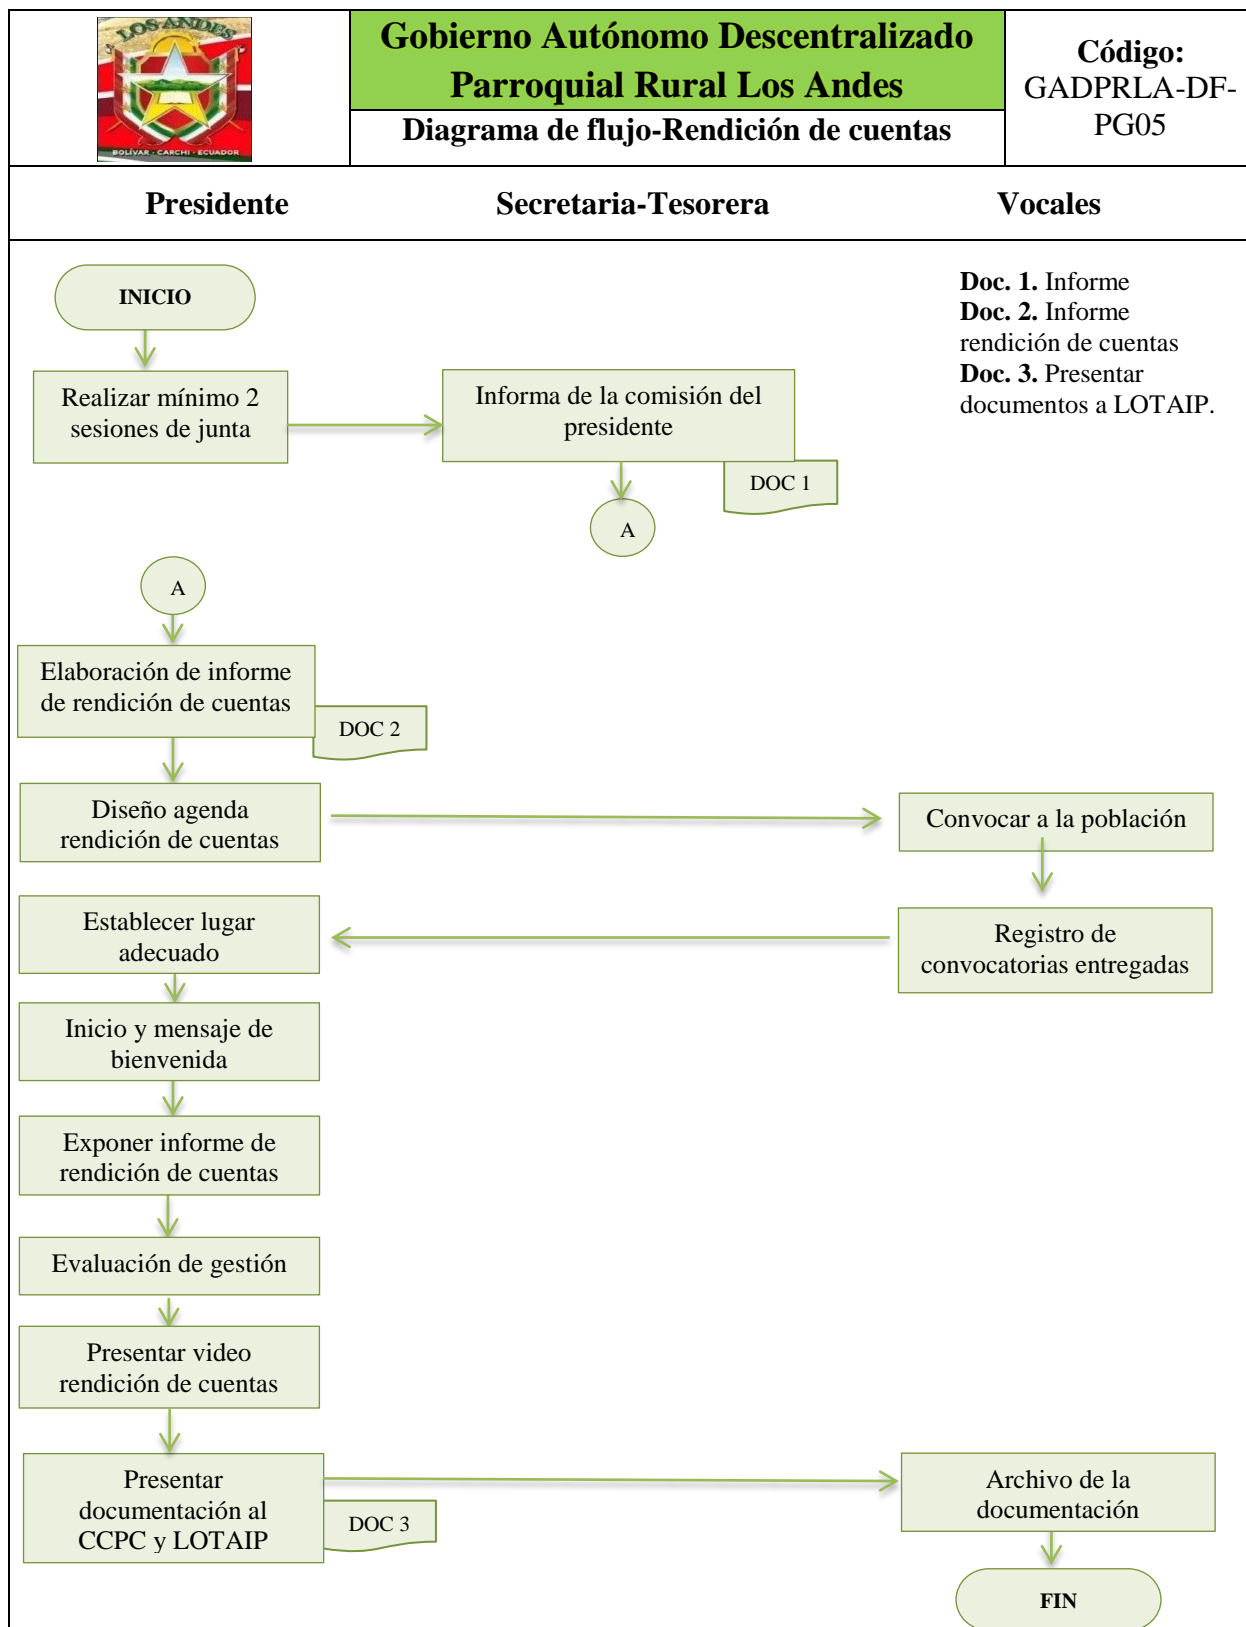 LOS ANDES
BOLÍVAR - CARCHI - ECUADOR
Gobierno Autónomo Descentralizado
Parroquial Rural Los Andes
Diagrama de flujo-Rendición de cuentas
Código:
GADPRLA-DF-
PG05
Presidente
Secretaria-Tesorera
Vocales
INICIO
Doc. 1. Informe
Doc. 2. Informe
rendición de cuentas
Doc. 3. Presentar
documentos a LOTAIP.
Realizar mínimo 2
sesiones de junta
Informa de la comisión del
presidente
DOC 1
A
A
Elaboración de informe
de rendición de cuentas
DOC 2
Diseño agenda
rendición de cuentas
Convocar a la población
Establecer lugar
adecuado
Registro de
convocatorias entregadas
Inicio y mensaje de
bienvenida
Exponer informe de
rendición de cuentas
Evaluación de gestión
Presentar video
rendición de cuentas
Presentar
documentación al
CCPC y LOTAIP
DOC 3
Archivo de la
documentación
FIN